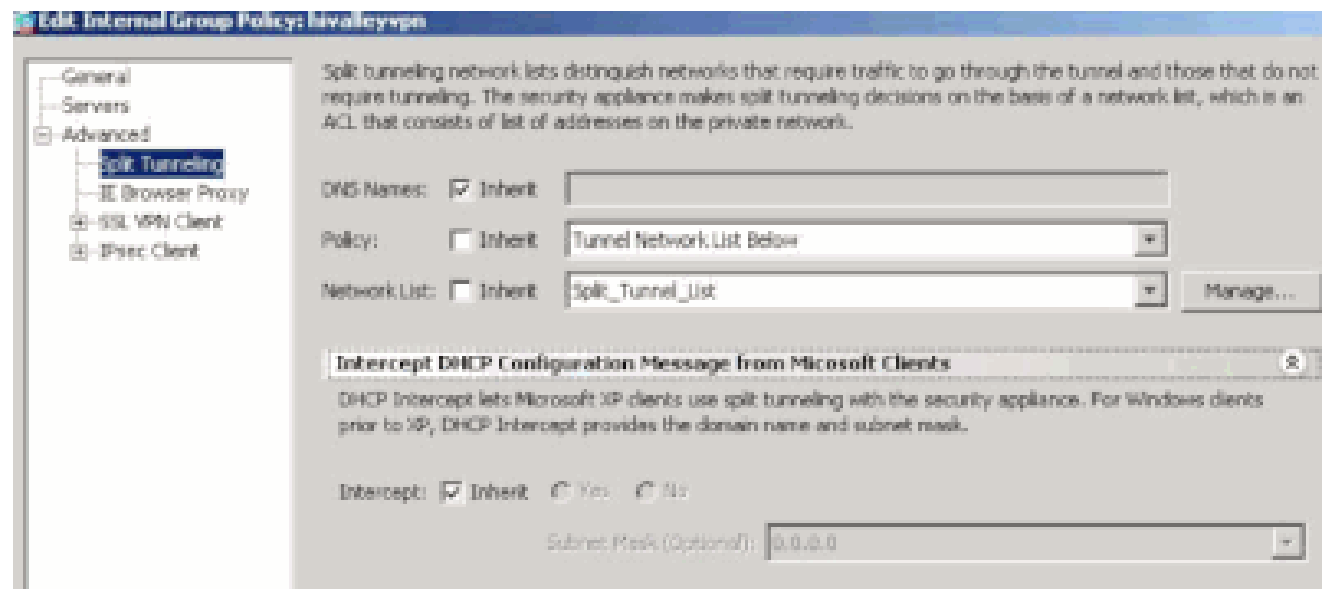 Edit Internal Group Policy: hivalleyvpn
General
Servers
Advanced
Split Tunneling
IE Browser Proxy
SSL VPN Client
IPsec Client
Split tunneling network lists distinguish networks that require traffic to go through the tunnel and those that do not
require tunneling. The security appliance makes split tunneling decisions on the basis of a network list, which is an
ACL that consists of list of addresses on the private network.
DNS Names: Inherit
Policy: Inherit Tunnel Network List Below
Network List: Inherit Split_Tunnel_List Manage...
Intercept DHCP Configuration Message from Micosoft Clients
DHCP Intercept lets Microsoft XP clients use split tunneling with the security appliance. For Windows clients
prior to XP, DHCP Intercept provides the domain name and subnet mask.
Intercept: Inherit Yes No
Subnet Mask (Optional): 0.0.0.0